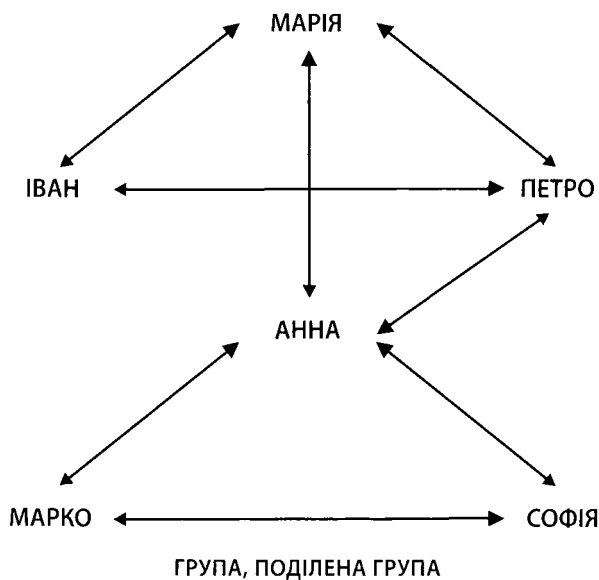 МАРІЯ
ІВАН
ПЕТРО
АННА
МАРКО
СОФІЯ
ГРУПА, ПОДІЛЕНА ГРУПА